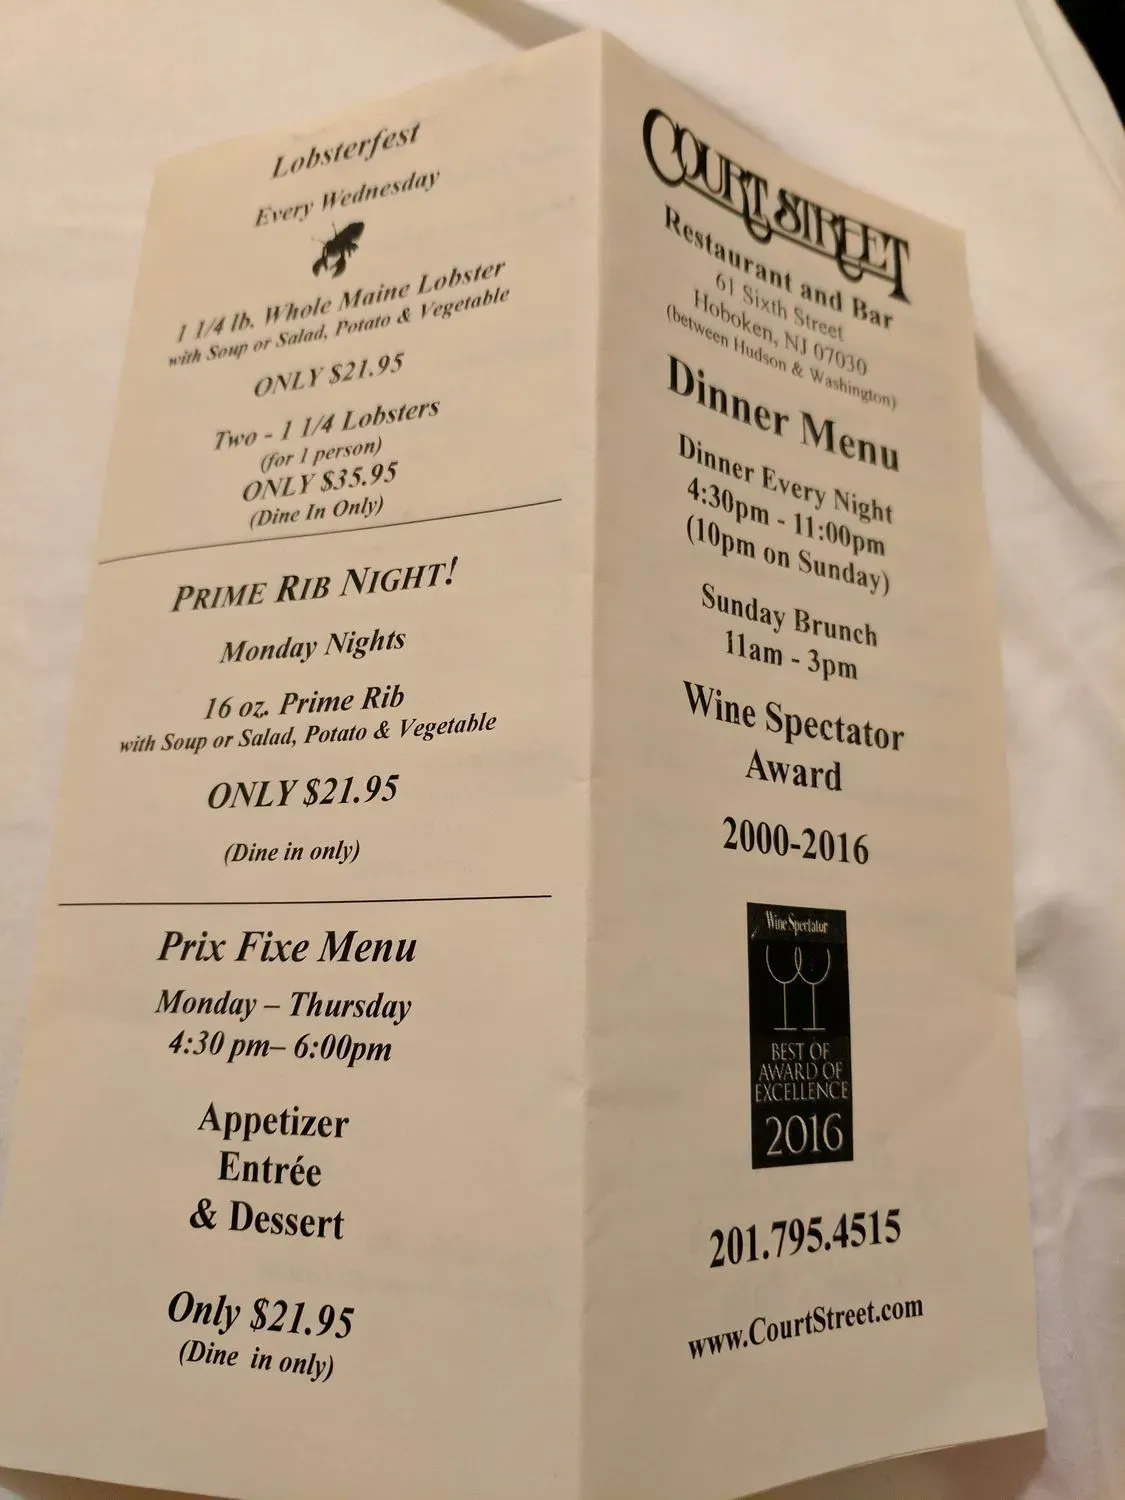 Lobsterfest
Every Wednesday
1 1/4 lb. Whole Maine Lobster
with Soup or Salad, Potato & Vegetable
ONLY $21.95
Two - 1 1/4 Lobsters
(for 1 person)
ONLY $35.95
(Dine In Only)
PRIME RIB NIGHT!
Monday Nights
16 oz. Prime Rib
with Soup or Salad, Potato & Vegetable
ONLY $21.95
(Dine in only)
Prix Fixe Menu
Monday – Thursday
4:30 pm– 6:00pm
Appetizer
Entrée
& Dessert
Only $21.95
(Dine in only)
COURT STREET
Restaurant and Bar
61 Sixth Street
Hoboken, NJ 07030
(between Hudson & Washington)
Dinner Menu
Dinner Every Night
4:30pm - 11:00pm
(10pm on Sunday)
Sunday Brunch
11am - 3pm
Wine Spectator
Award
2000-2016
Wine Spectator
BEST OF
AWARD OF
EXCELLENCE
2016
201.795.4515
www.CourtStreet.com